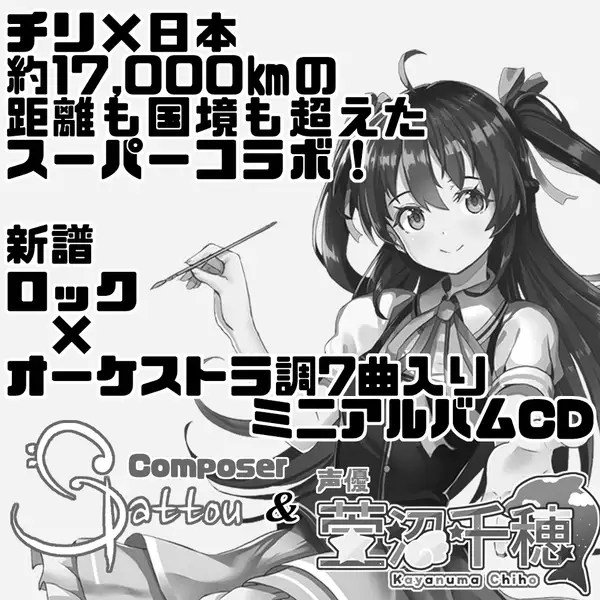 チリ×日本
約17,000㎞の
距離も国境も超えた
スーパーコラボ！
新譜
ロック
×
オーケストラ調7曲入り
ミニアルバムCD
Composer
Sattou
&
声優
萱沼千穂
Kayanuma Chiho